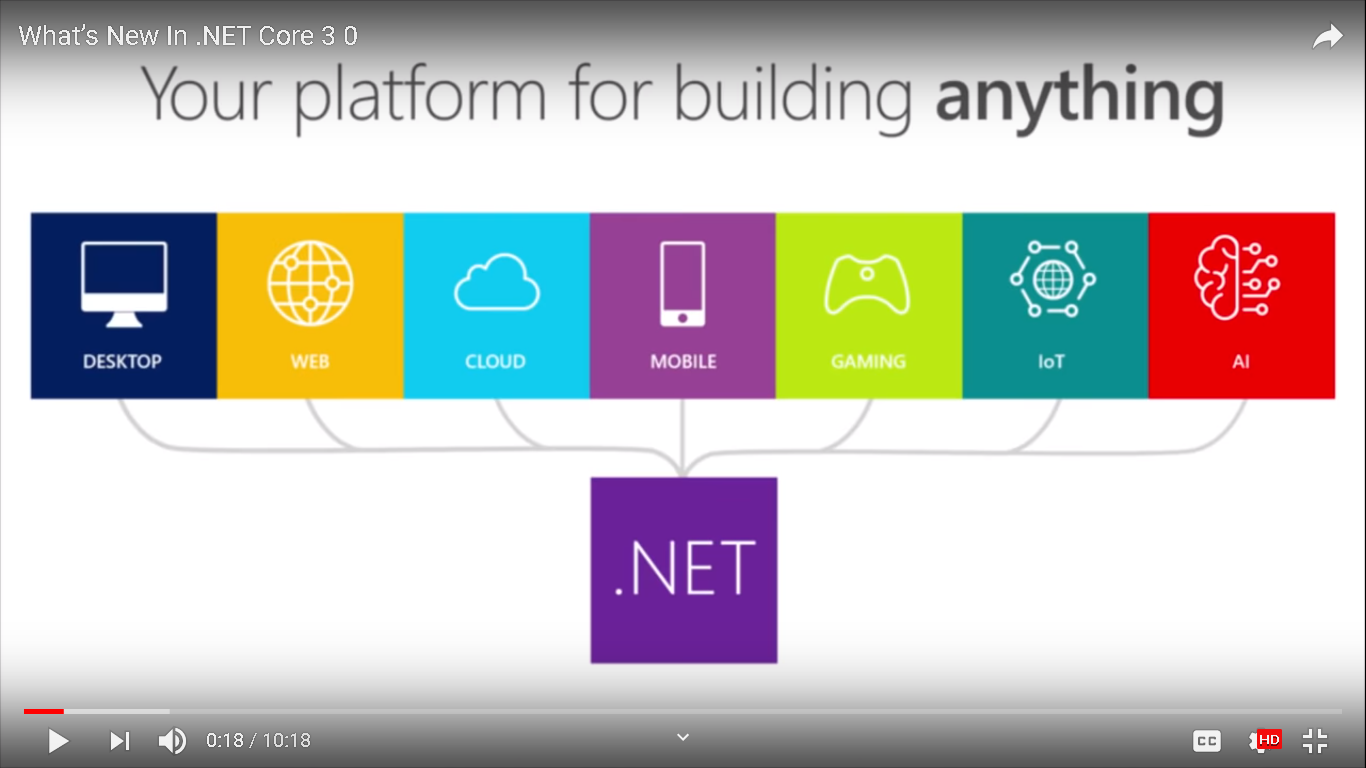 What’s New In .NET Core 3 0
Your platform for building anything
DESKTOP WEB CLOUD MOBILE GAMING IoT AI
.NET
0:18 / 10:18 CC HD